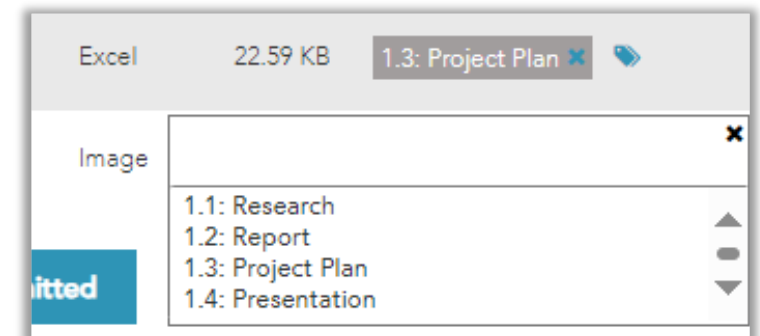 Excel 22.59 KB 1.3: Project Plan
Image
1.1: Research
1.2: Report
1.3: Project Plan
1.4: Presentation
itted